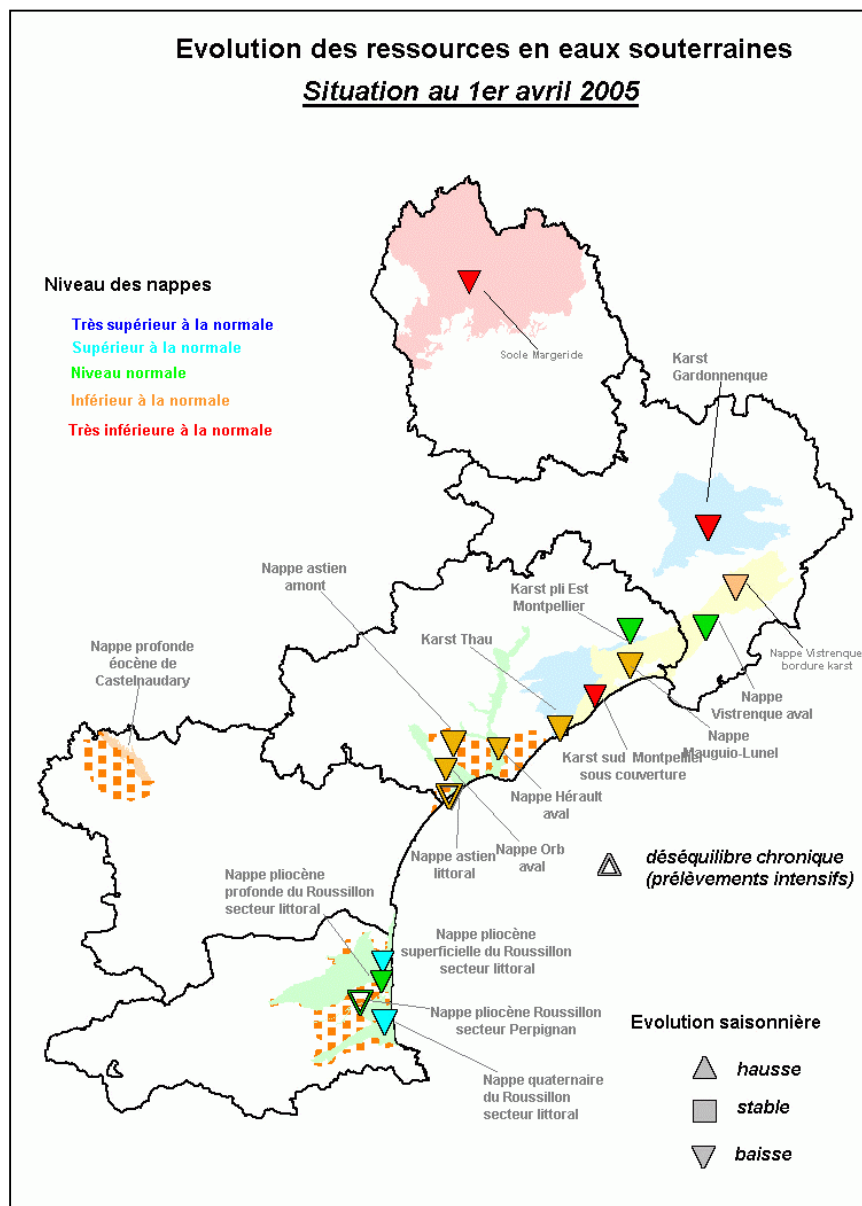 Evolution des ressources en eaux souterraines
Situation au 1er avril 2005
Niveau des nappes
Très supérieur à la normale
Supérieur à la normale
Niveau normale
Inférieur à la normale
Très inférieure à la normale
Socle Margeride
Karst
Gardonnenque
Nappe astien
amont
Karst pli Est
Montpellier
Karst Thau
Nappe profonde
éocène de
Castelnaudary
Nappe Vistrenque
bordure karst
Nappe
Vistrenque aval
Nappe
Mauguio-Lunel
Karst sud Montpellier
sous couverture
Nappe Hérault
aval
Nappe Orb
aval
Nappe astien
littoral
déséquilibre chronique
(prélèvements intensifs)
Nappe pliocène
profonde du Roussillon
secteur littoral
Nappe pliocène
superficielle du Roussillon
secteur littoral
Nappe pliocène Roussillon
secteur Perpignan
Nappe quaternaire
du Roussillon
secteur littoral
Evolution saisonnière
hausse
stable
baisse